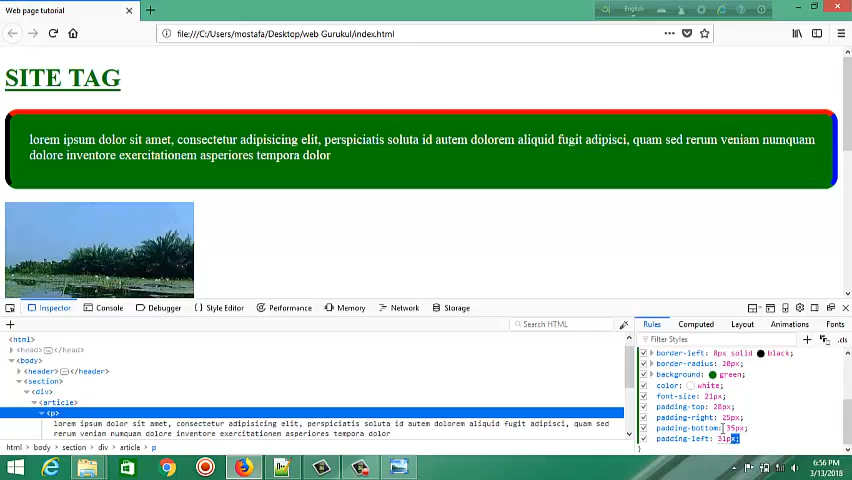 Web page tutorial
English
file:///C:/Users/mostafa/Desktop/web Gurukul/index.html
SITE TAG
lorem ipsum dolor sit amet, consectetur adipisicing elit, perspiciatis soluta id autem dolorem aliquid fugit adipisci, quam sed rerum veniam numquam
dolore inventore exercitationem asperiores tempora dolor
Inspector Console Debugger Style Editor Performance Memory Network Storage
Search HTML
Rules Computed Layout Animations Fonts
Filter Styles
.cls
<html>
<head> </head>
<body>
<header> </header>
<section>
<div>
<article>
<p>
lorem ipsum dolor sit amet, consectetur adipisicing elit, perspiciatis soluta id autem dolorem aliquid fugit adipisci, quam sed
rerum veniam numquam dolore inventore exercitationem asperiores tempora dolor
html body section div article p
border-left: 8px solid black;
border-radius: 20px;
background: green;
color: white;
font-size: 21px;
padding-top: 28px;
padding-right: 25px;
padding-bottom: 35px;
padding-left: 31px;
}
6:56 PM
3/13/2018